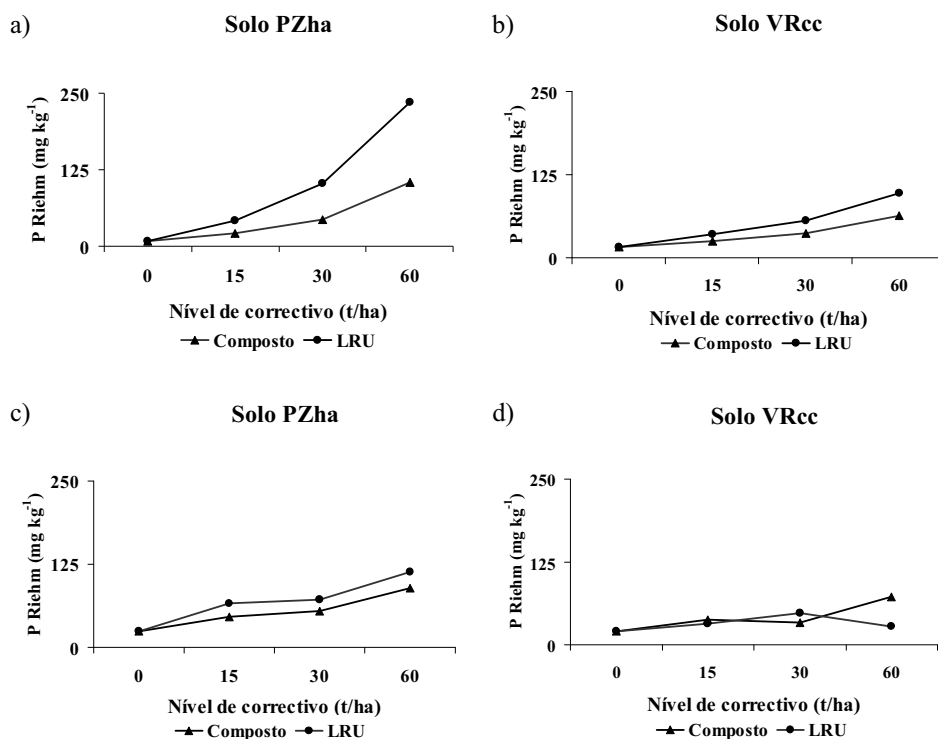 a)
Solo PZha
250
125
0
P Riehm (mg kg-1)
0 15 30 60
Nível de correctivo (t/ha)
Composto LRU
b)
Solo VRcc
250
125
0
P Riehm (mg kg-1)
0 15 30 60
Nível de correctivo (t/ha)
Composto LRU
c)
Solo PZha
250
125
0
P Riehm (mg kg-1)
0 15 30 60
Nível de correctivo (t/ha)
Composto LRU
d)
Solo VRcc
250
125
0
P Riehm (mg kg-1)
0 15 30 60
Nível de correctivo (t/ha)
Composto LRU